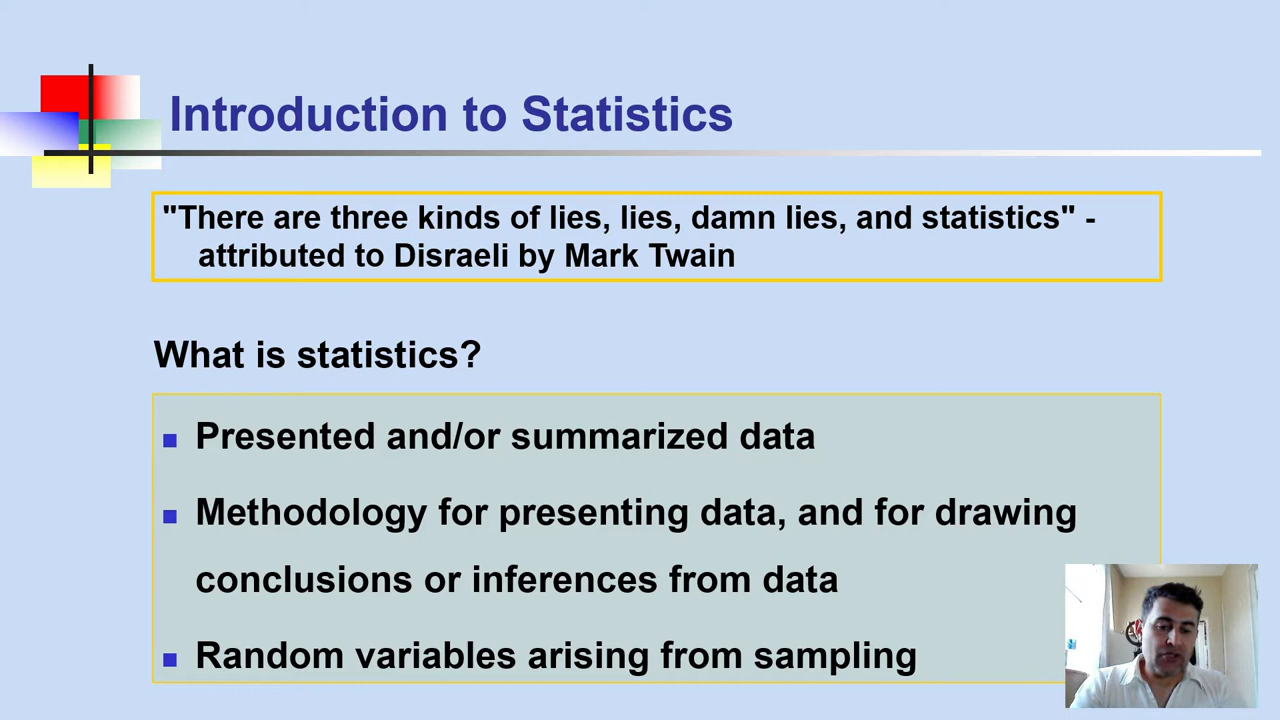 Introduction to Statistics
"There are three kinds of lies, lies, damn lies, and statistics" -
attributed to Disraeli by Mark Twain
What is statistics?
Presented and/or summarized data
Methodology for presenting data, and for drawing
conclusions or inferences from data
Random variables arising from sampling